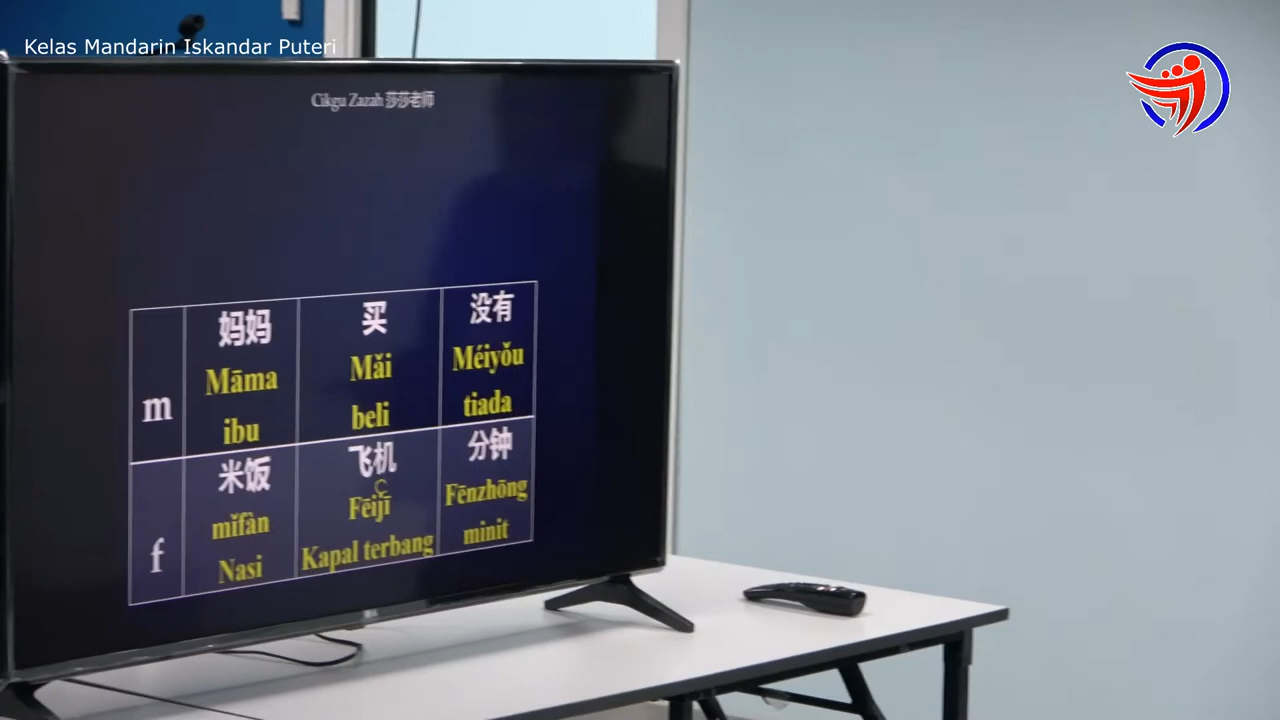 Kelas Mandarin Iskandar Puteri
Cikgu Zazah 莎莎老师
m
妈妈
Māma
ibu
买
Mǎi
beli
没有
Méiyǒu
tiada
f
米饭
mǐfàn
Nasi
飞机
Fēijī
Kapal terbang
分钟
Fēnzhōng
minit